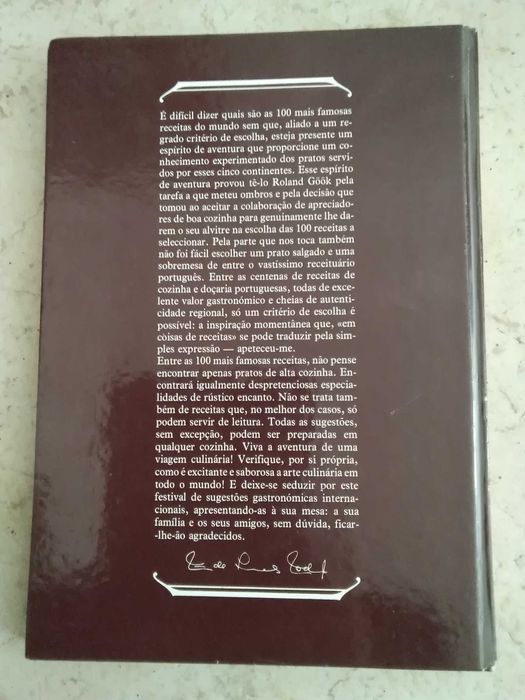 É difícil dizer quais são as 100 mais famosas
receitas do mundo sem que, aliado a um re-
grado critério de escolha, esteja presente um
espírito de aventura que proporcione um co-
nhecimento experimentado dos pratos servi-
dos por esses cinco continentes. Esse espírito
de aventura provou tê-lo Roland Göök pela
tarefa a que meteu ombros e pela decisão que
tomou ao aceitar a colaboração de apreciado-
res de boa cozinha para genuinamente lhe da-
rem o seu alvitre na escolha das 100 receitas a
seleccionar. Pela parte que nos toca também
não foi fácil escolher um prato salgado e uma
sobremesa de entre o vastíssimo receituário
português. Entre as centenas de receitas de
cozinha e doçaria portuguesas, todas de exce-
lente valor gastronómico e cheias de autenti-
cidade regional, só um critério de escolha é
possível: a inspiração momentânea que, «em
còisas de receitas» se pode traduzir pela sim-
ples expressão — apeteceu-me.
Entre as 100 mais famosas receitas, não pense
encontrar apenas pratos de alta cozinha. En-
contrará igualmente despretenciosas especia-
lidades de rústico encanto. Não se trata tam-
bém de receitas que, no melhor dos casos, só
podem servir de leitura. Todas as sugestões,
sem excepção, podem ser preparadas em
qualquer cozinha. Viva a aventura de uma
viagem culinária! Verifique, por si própria,
como é excitante e saborosa a arte culinária em
todo o mundo! E deixe-se seduzir por este
festival de sugestões gastronómicas interna-
cionais, apresentando-as à sua mesa: a sua
família e os seus amigos, sem dúvida, ficar-
-lhe-ão agradecidos.